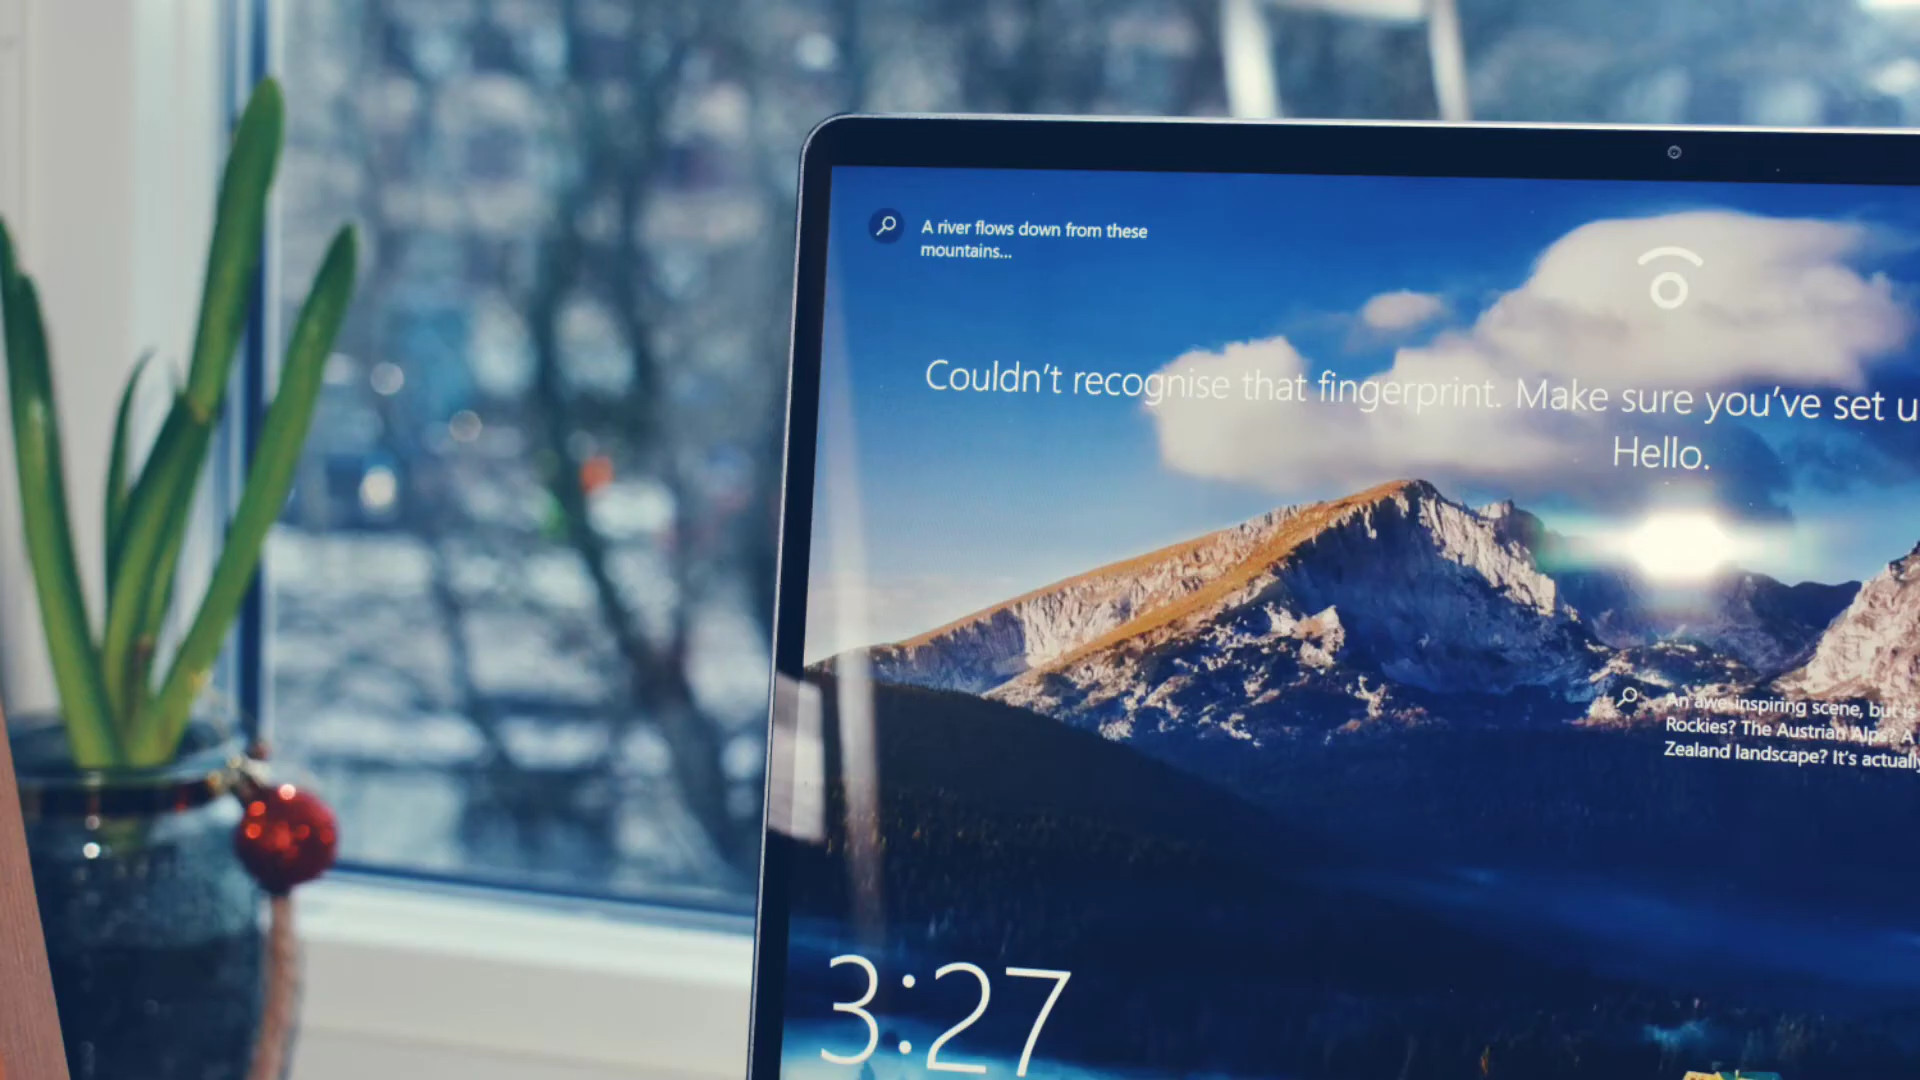 A river flows down from these
mountains...
Couldn't recognise that fingerprint. Make sure you've set u
Hello.
An awe-inspiring scene, but is
Rockies? The Austrian Alps? A
Zealand landscape? It's actually
3:27